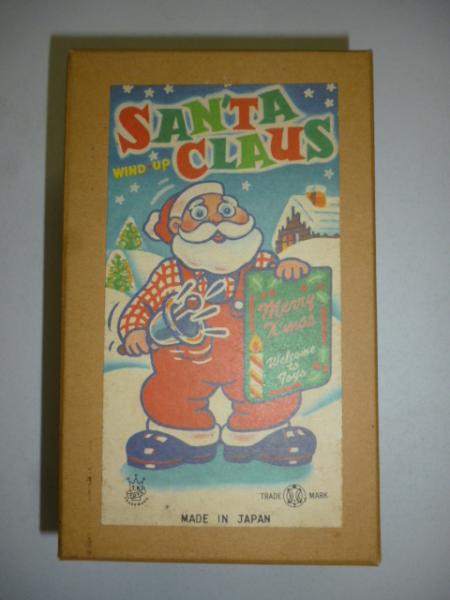 SANTA
WIND UP CLAUS
Merry
X'mas
Welcome
to
Toys
TRADE MARK
MADE IN JAPAN